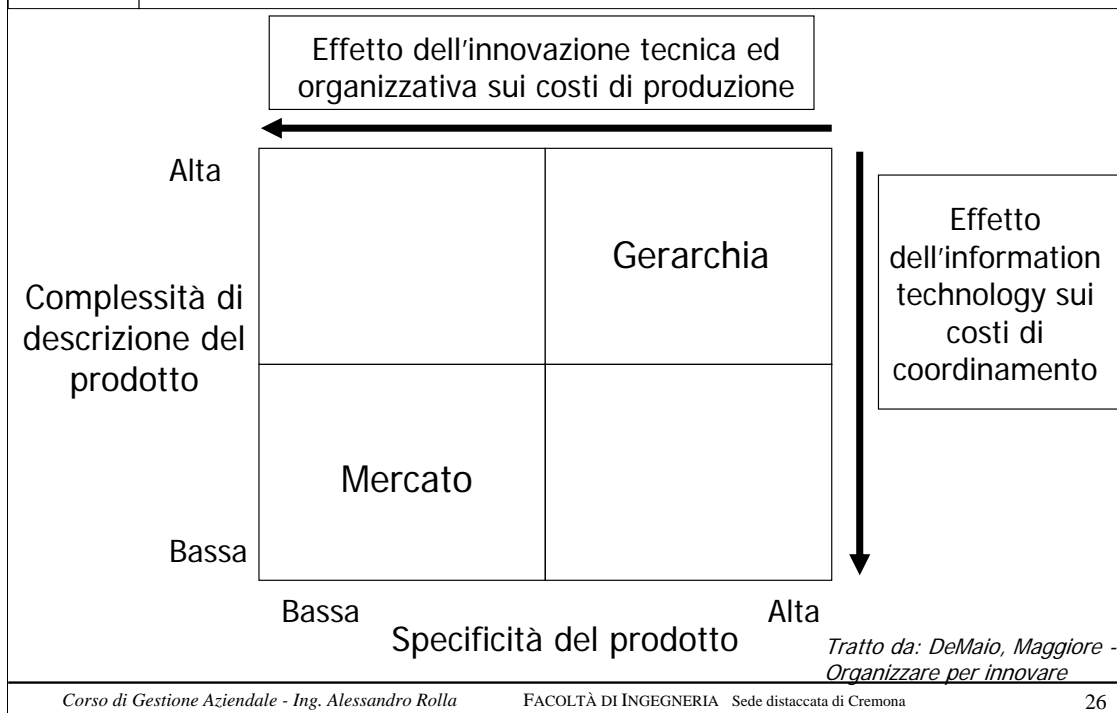 Effetto dell'innovazione tecnica ed
organizzativa sui costi di produzione
Alta
Gerarchia
Effetto
dell'information
technology sui
costi di
coordinamento
Complessità di
descrizione del
prodotto
Mercato
Bassa
Bassa
Alta
Specificità del prodotto
Tratto da: DeMaio, Maggiore -
Organizzare per innovare
Corso di Gestione Aziendale - Ing. Alessandro Rolla
FACOLTÀ DI INGEGNERIA Sede distaccata di Cremona
26